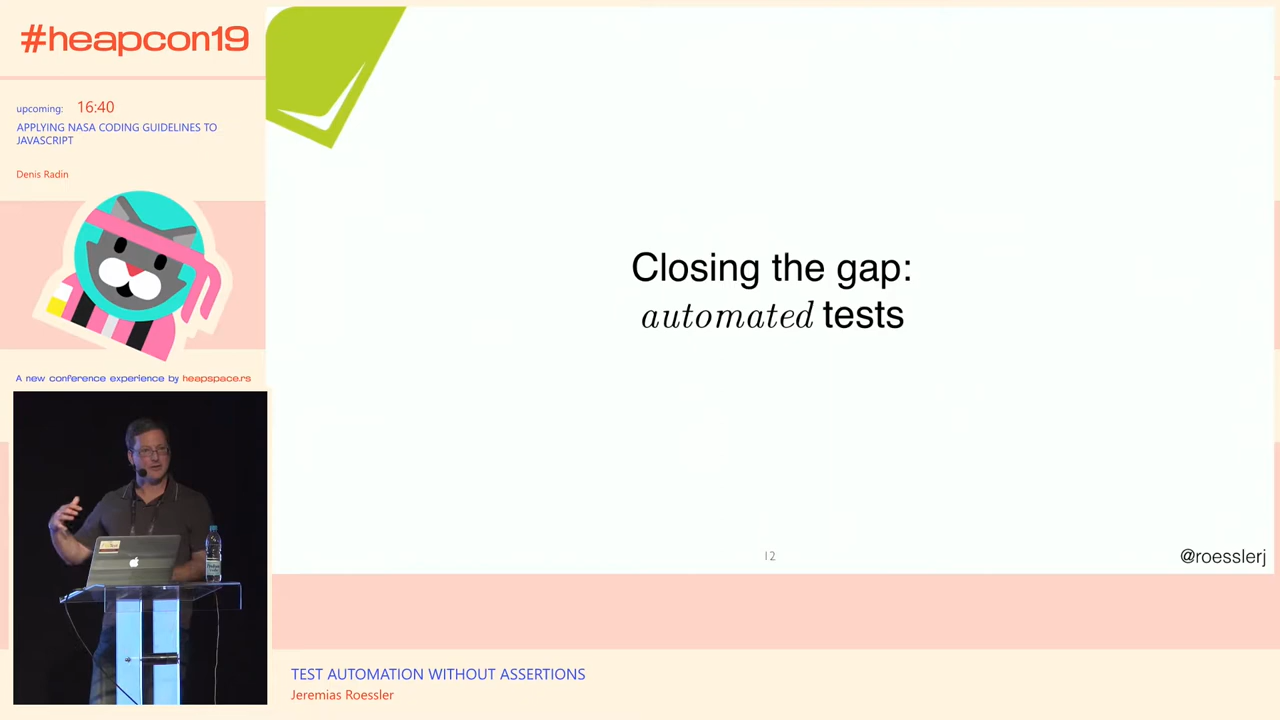 #heapcon19
upcoming: 16:40
APPLYING NASA CODING GUIDELINES TO
JAVASCRIPT
Denis Radin
A new conference experience by heapspace.rs
Closing the gap:
automated tests
12
@roesslerj
TEST AUTOMATION WITHOUT ASSERTIONS
Jeremias Roessler